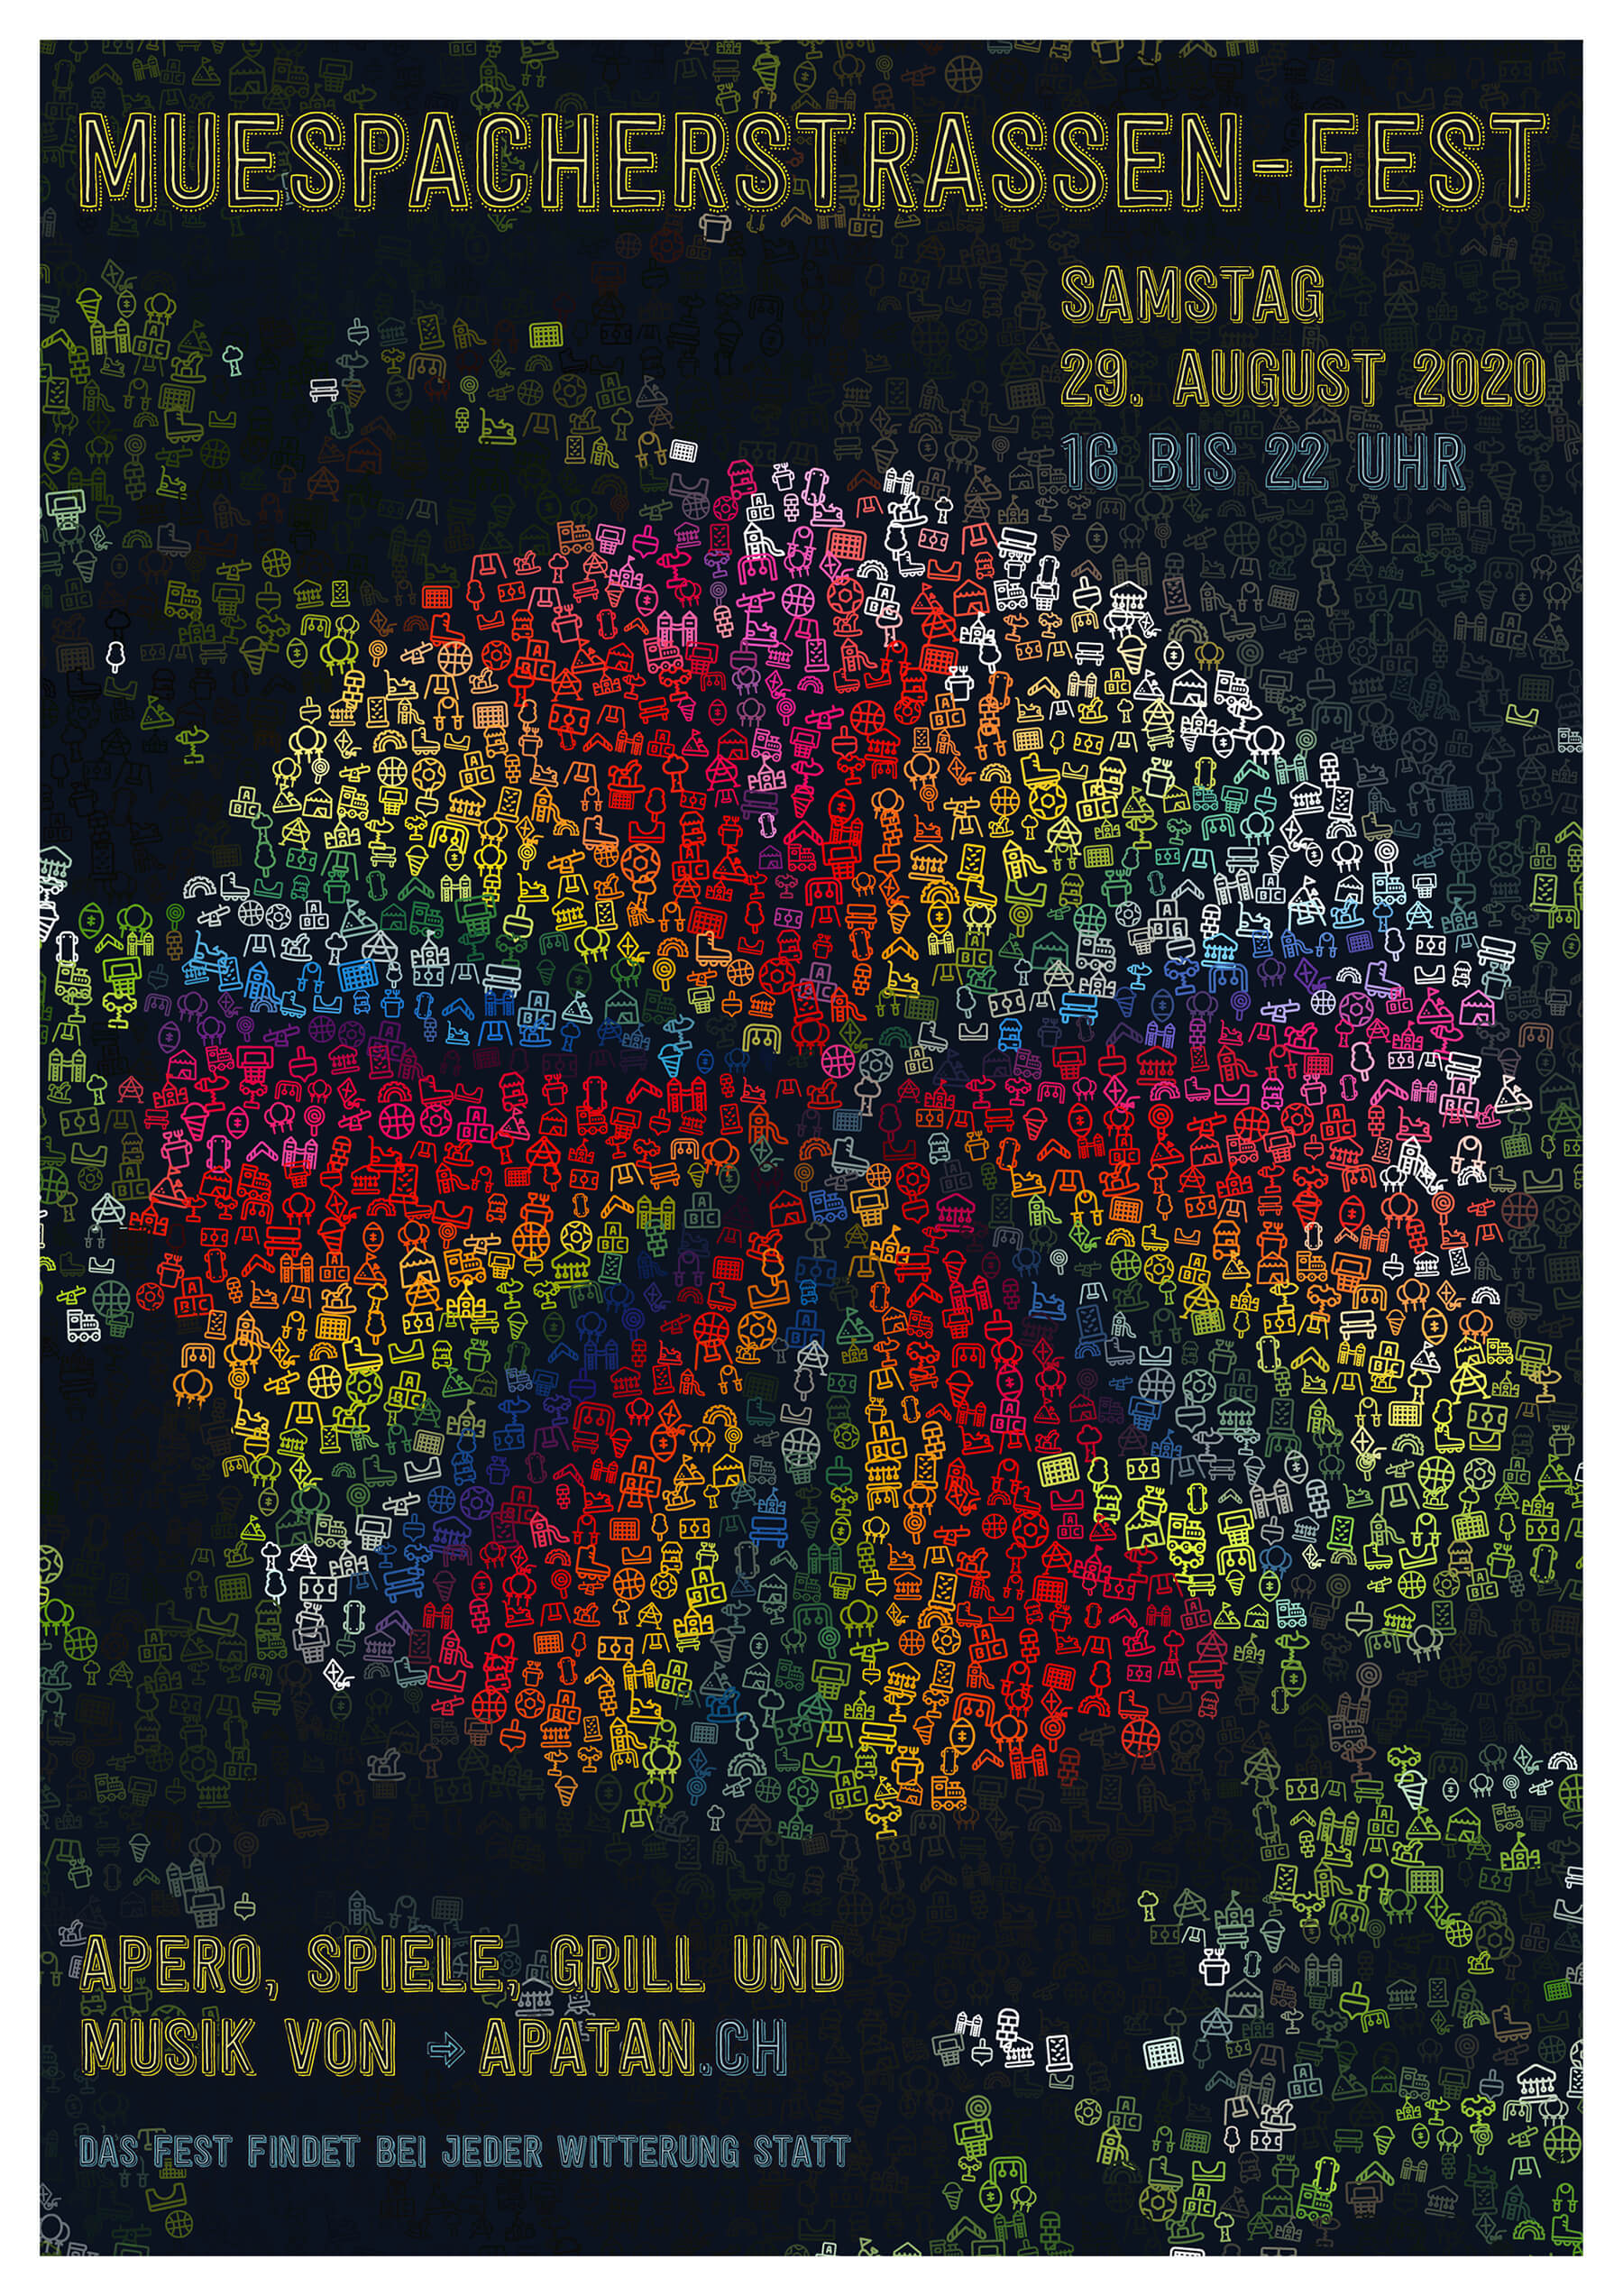 MUESPACHERSTRASSEN-FEST
SAMSTAG
29. AUGUST 2020
16 BIS 22 UHR
APERO, SPIELE, GRILL UND
MUSIK VON → APATAN.CH
DAS FEST FINDET BEI JEDER WITTERUNG STATT